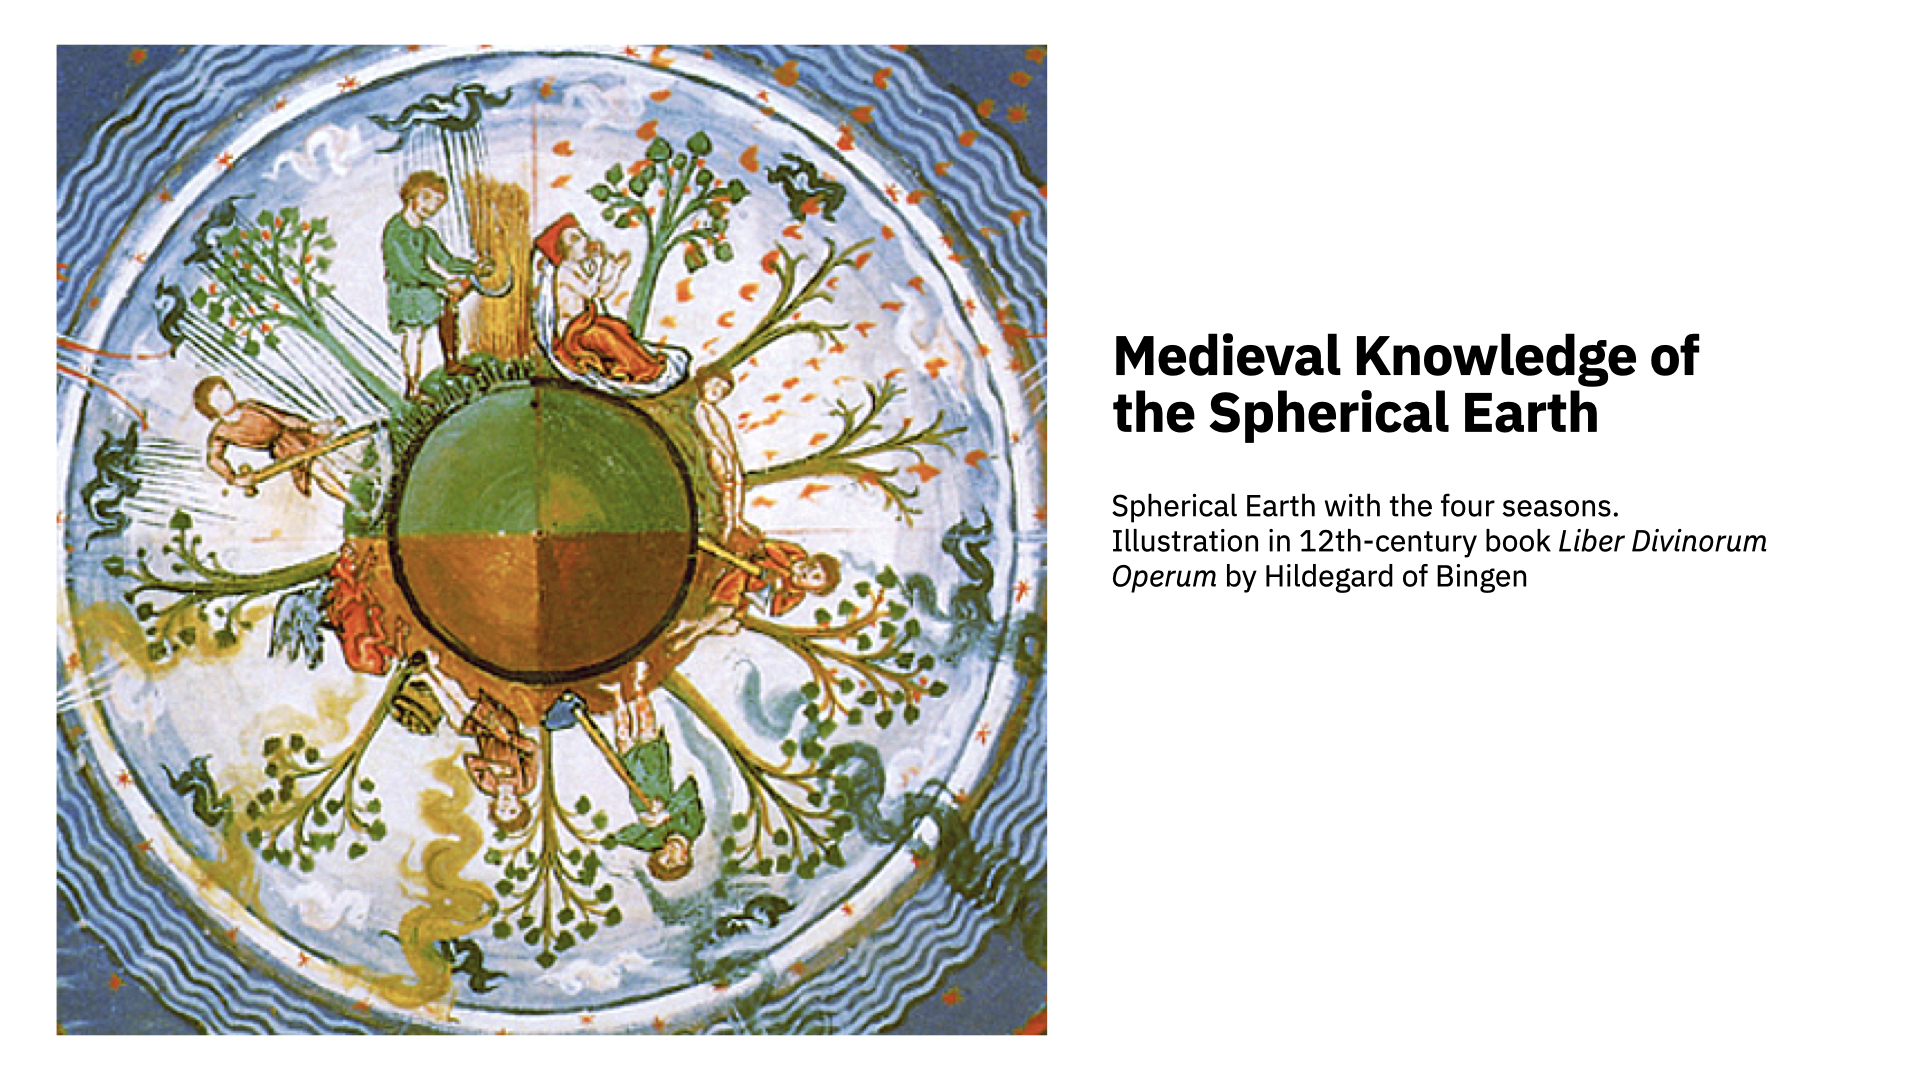 Medieval Knowledge of
the Spherical Earth
Spherical Earth with the four seasons.
Illustration in 12th-century book Liber Divinorum
Operum by Hildegard of Bingen